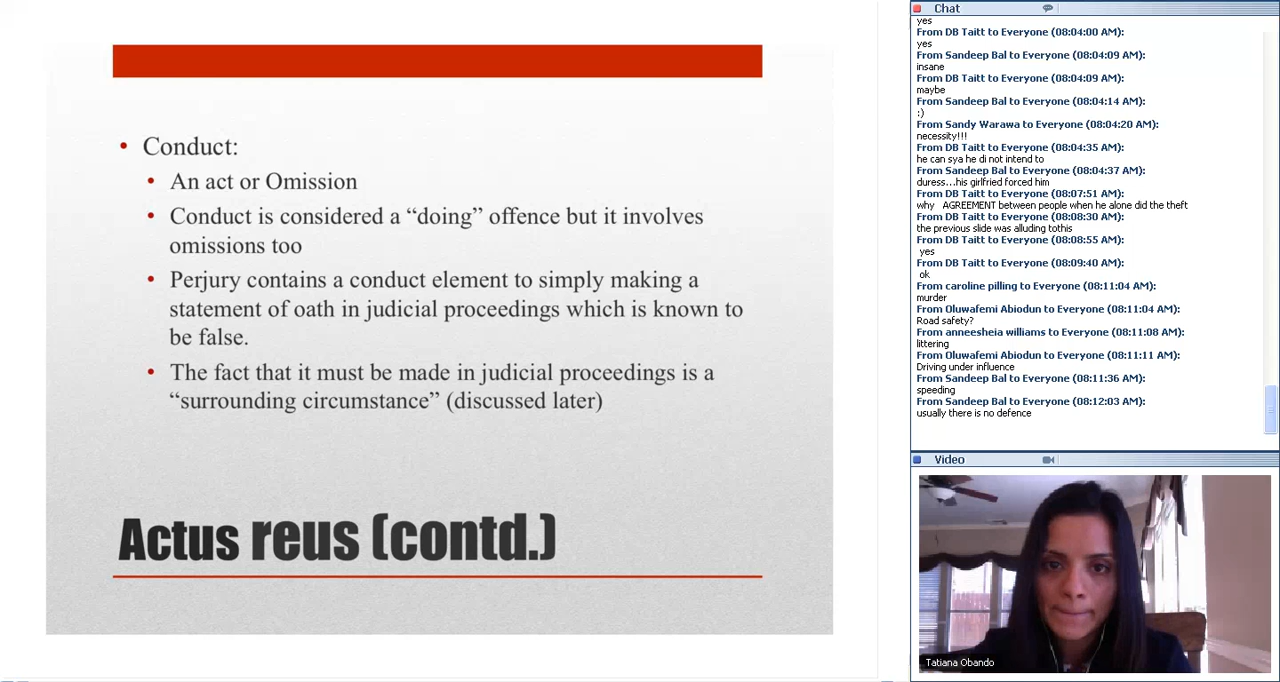 • Conduct:
• An act or Omission
• Conduct is considered a “doing” offence but it involves
omissions too
• Perjury contains a conduct element to simply making a
statement of oath in judicial proceedings which is known to
be false.
• The fact that it must be made in judicial proceedings is a
“surrounding circumstance” (discussed later)
Actus reus (contd.)
Chat
yes
From DB Taitt to Everyone (08:04:00 AM):
yes
From Sandeep Bal to Everyone (08:04:09 AM):
insane
From DB Taitt to Everyone (08:04:09 AM):
maybe
From Sandeep Bal to Everyone (08:04:14 AM):
:)
From Sandy Warawa to Everyone (08:04:20 AM):
necessity!!!
From DB Taitt to Everyone (08:04:35 AM):
he can sya he di not intend to
From Sandeep Bal to Everyone (08:04:37 AM):
duress...his girlfried forced him
From DB Taitt to Everyone (08:07:51 AM):
why AGREEMENT between people when he alone did the theft
From DB Taitt to Everyone (08:08:30 AM):
the previous slide was alluding tothis
From DB Taitt to Everyone (08:08:55 AM):
yes
From DB Taitt to Everyone (08:09:40 AM):
ok
From caroline pilling to Everyone (08:11:04 AM):
murder
From Oluwafemi Abiodun to Everyone (08:11:04 AM):
Road safety?
From anneesheia williams to Everyone (08:11:08 AM):
littering
From Oluwafemi Abiodun to Everyone (08:11:11 AM):
Driving under influence
From Sandeep Bal to Everyone (08:11:36 AM):
speeding
From Sandeep Bal to Everyone (08:12:03 AM):
usually there is no defence
Video
Tatiana Obando